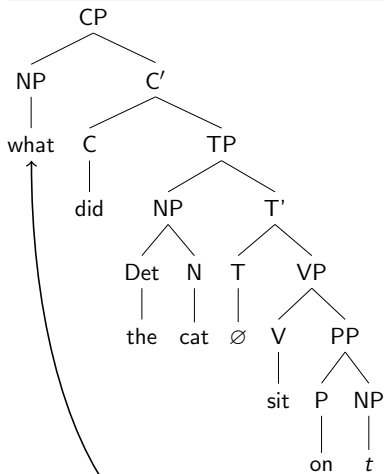 CP
NP C′
what C TP
did NP T'
Det N T VP
the cat ∅ V PP
sit P NP
on t